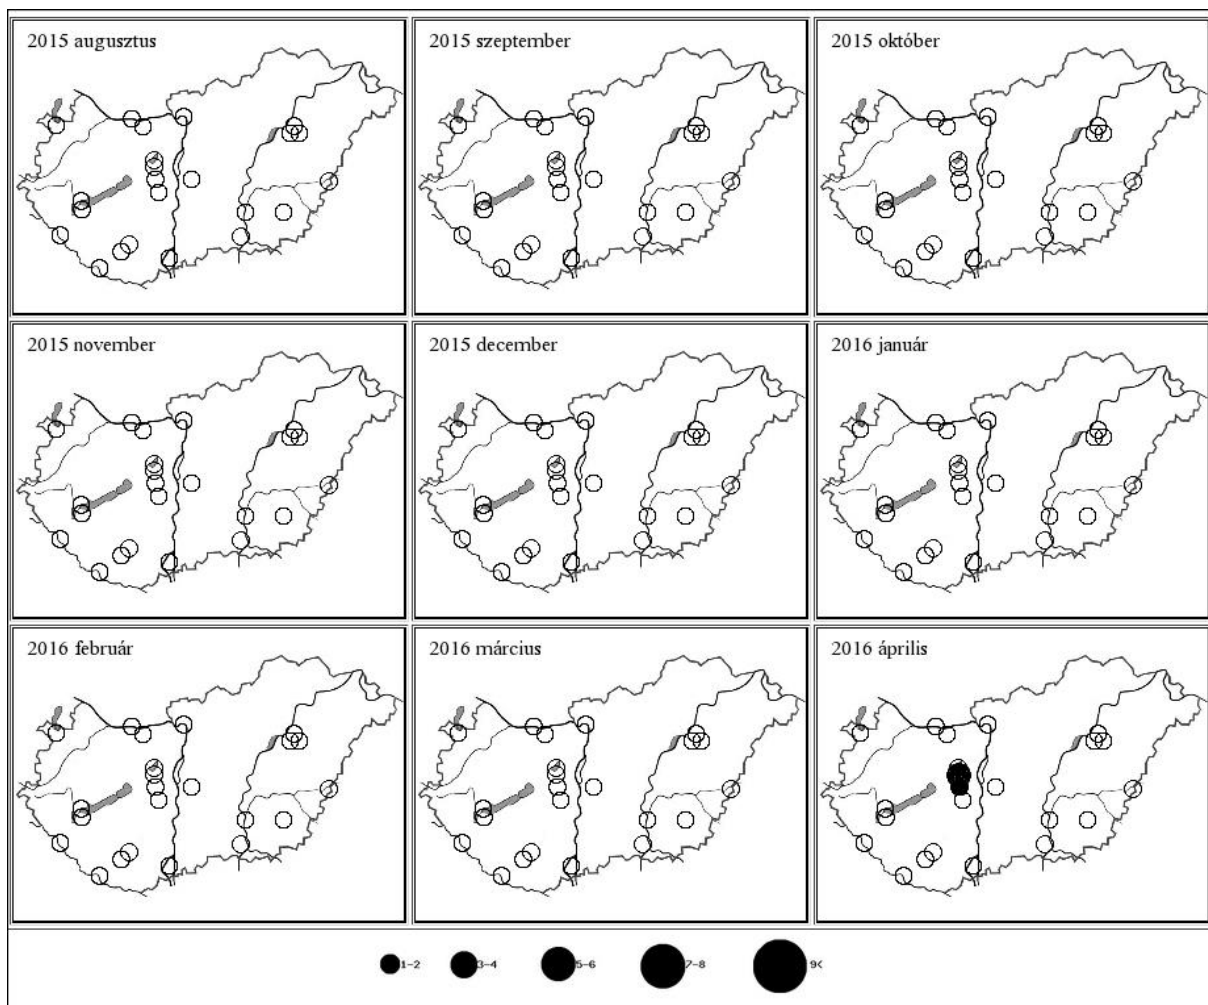 2015 augusztus
2015 szeptember
2015 október
2015 november
2015 december
2016 január
2016 február
2016 március
2016 április
1-2
3-4
5-6
7-8
9<